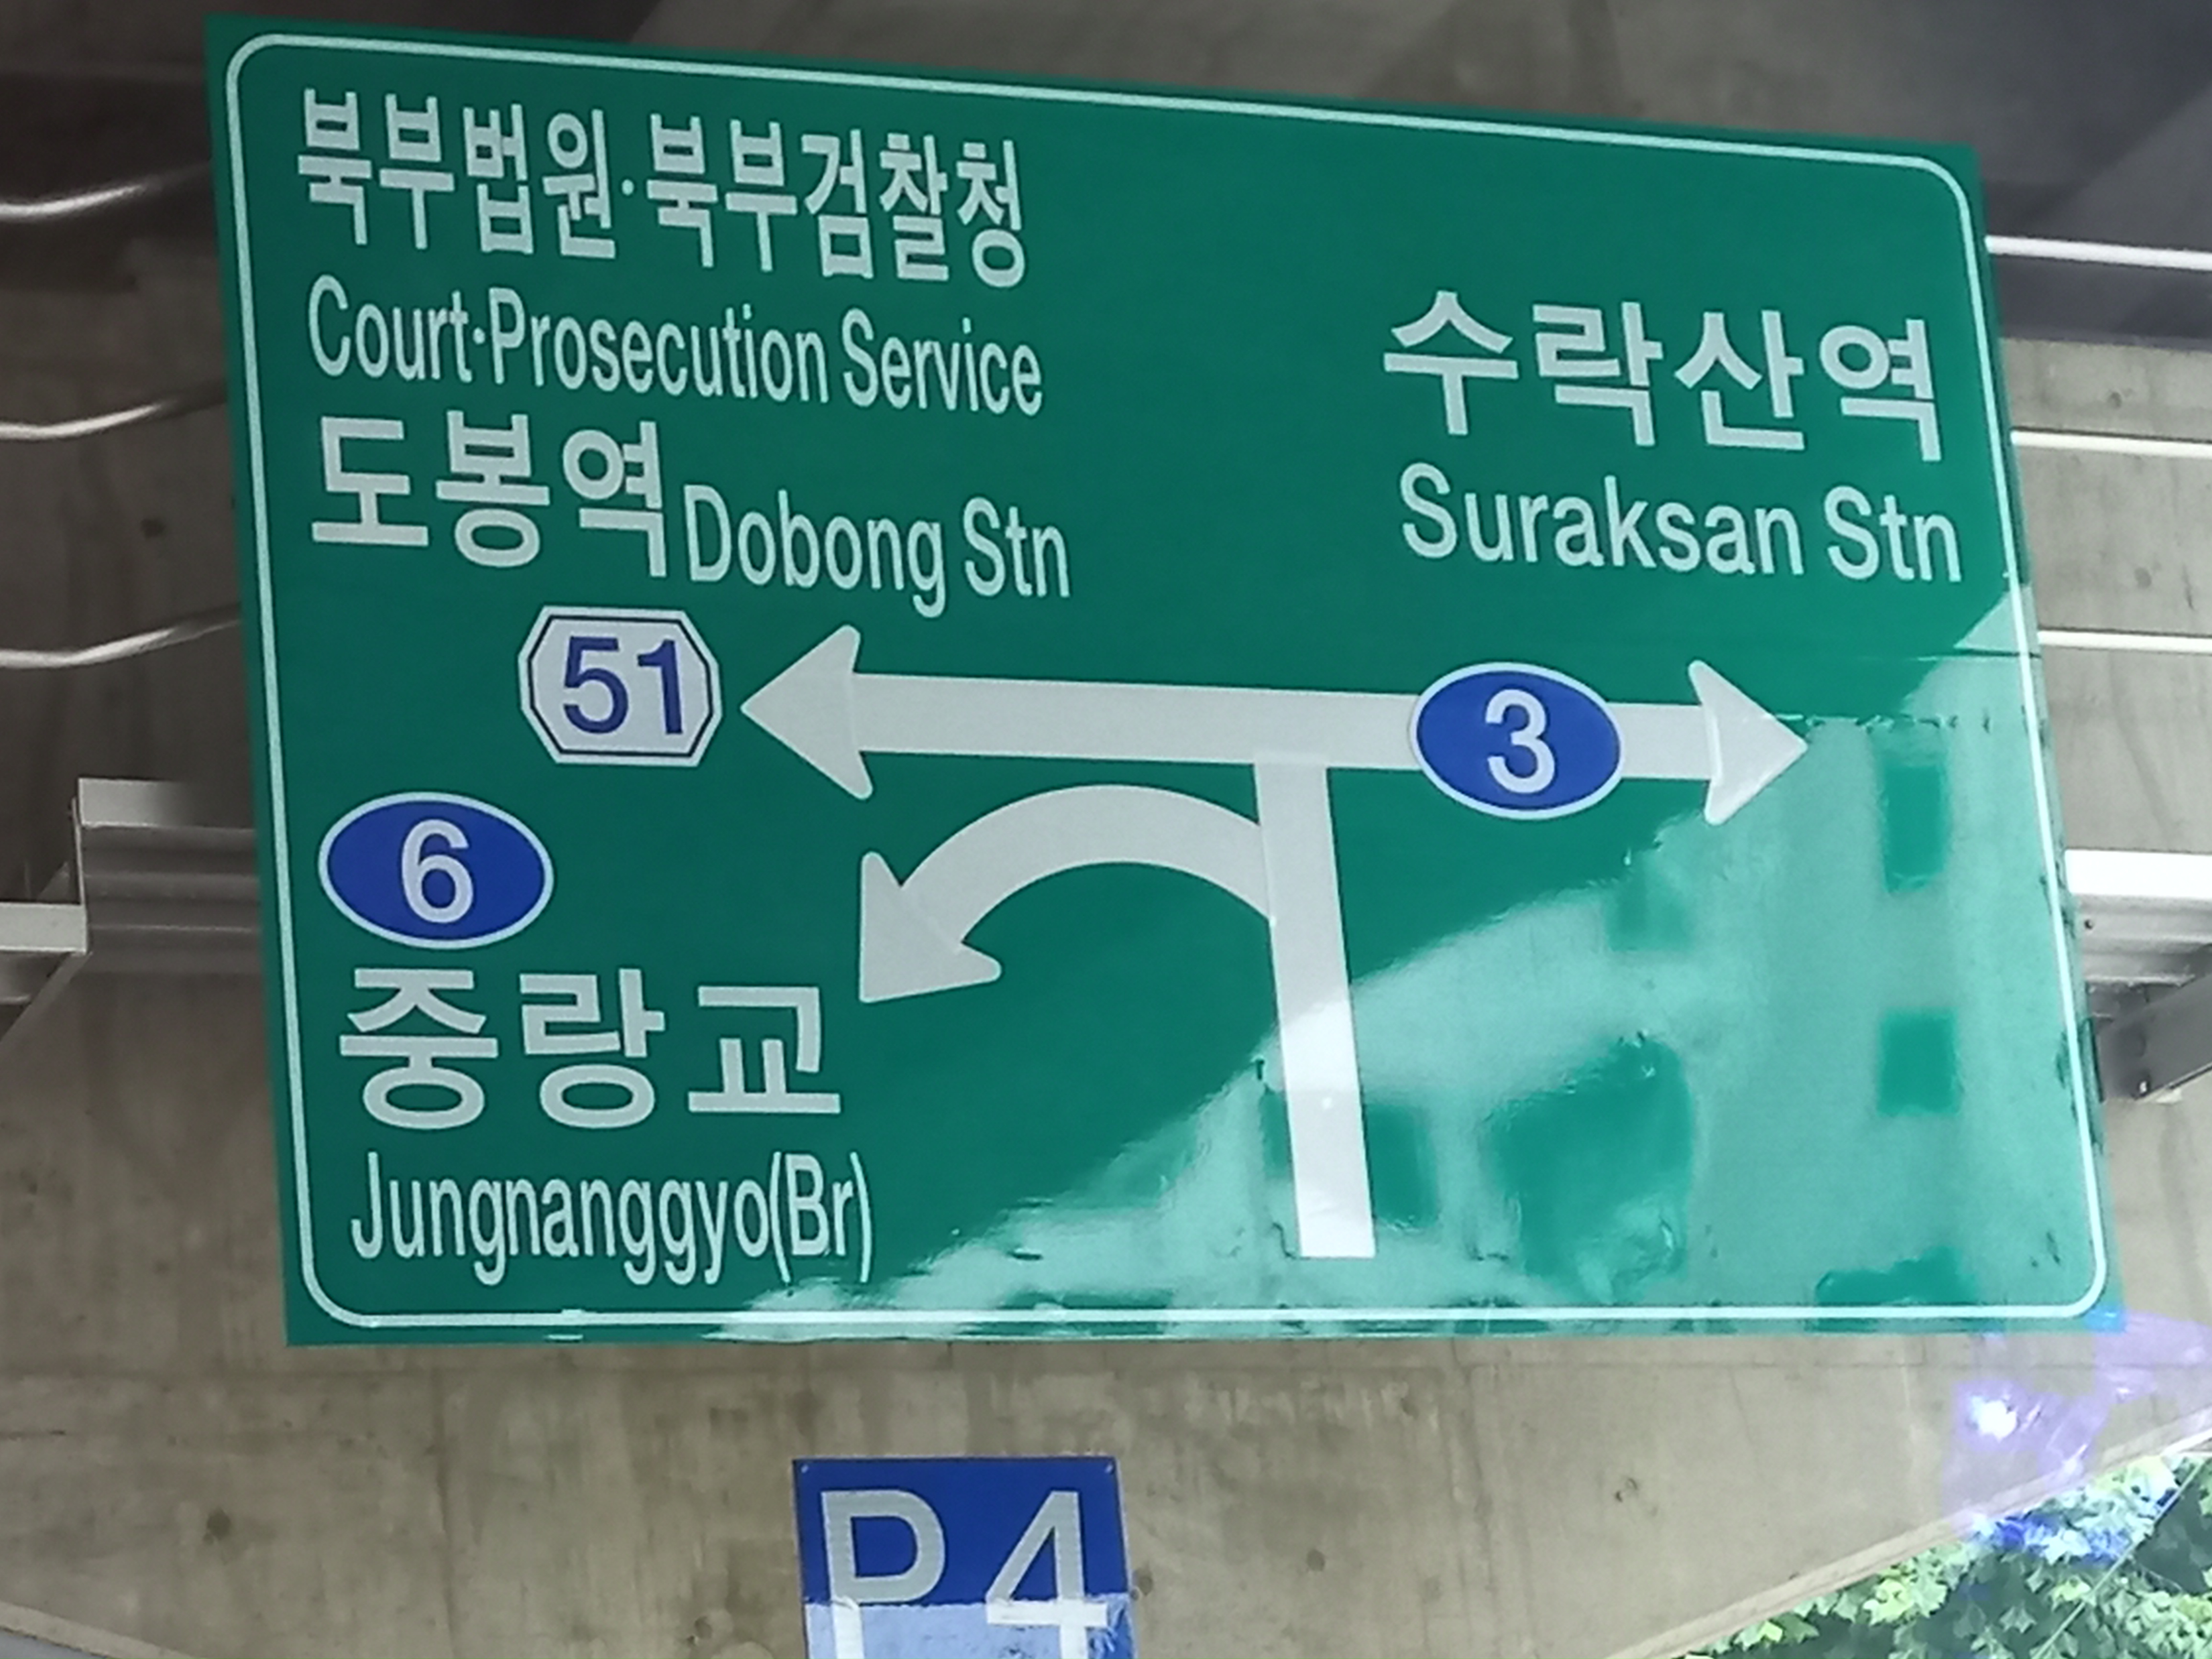 북부법원·북부검찰청
Court·Prosecution Service
도봉역 Dobong Stn
수락산역
Suraksan Stn
51
3
6
중랑교
Jungnanggyo(Br)
P4